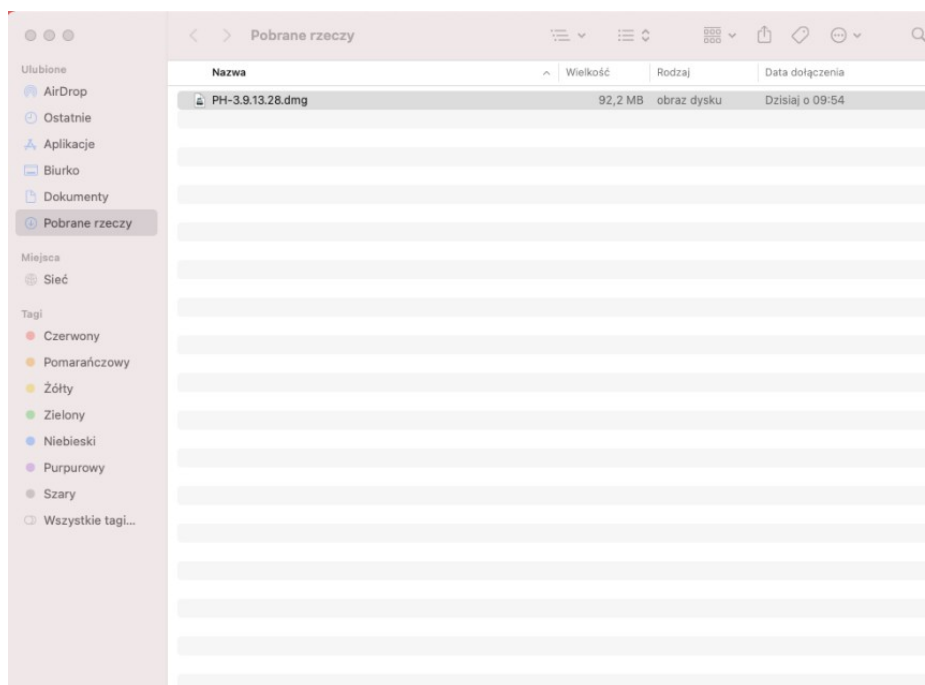 Pobrane rzeczy
Ulubione
AirDrop
Ostatnie
Aplikacje
Biurko
Dokumenty
Pobrane rzeczy
Miejsca
Sieć
Tagi
Czerwony
Pomarańczowy
Żółty
Zielony
Niebieski
Purpurowy
Szary
Wszystkie tagi...
Nazwa Wielkość Rodzaj Data dołączenia
PH-3.9.13.28.dmg 92,2 MB obraz dysku Dzisiaj o 09:54